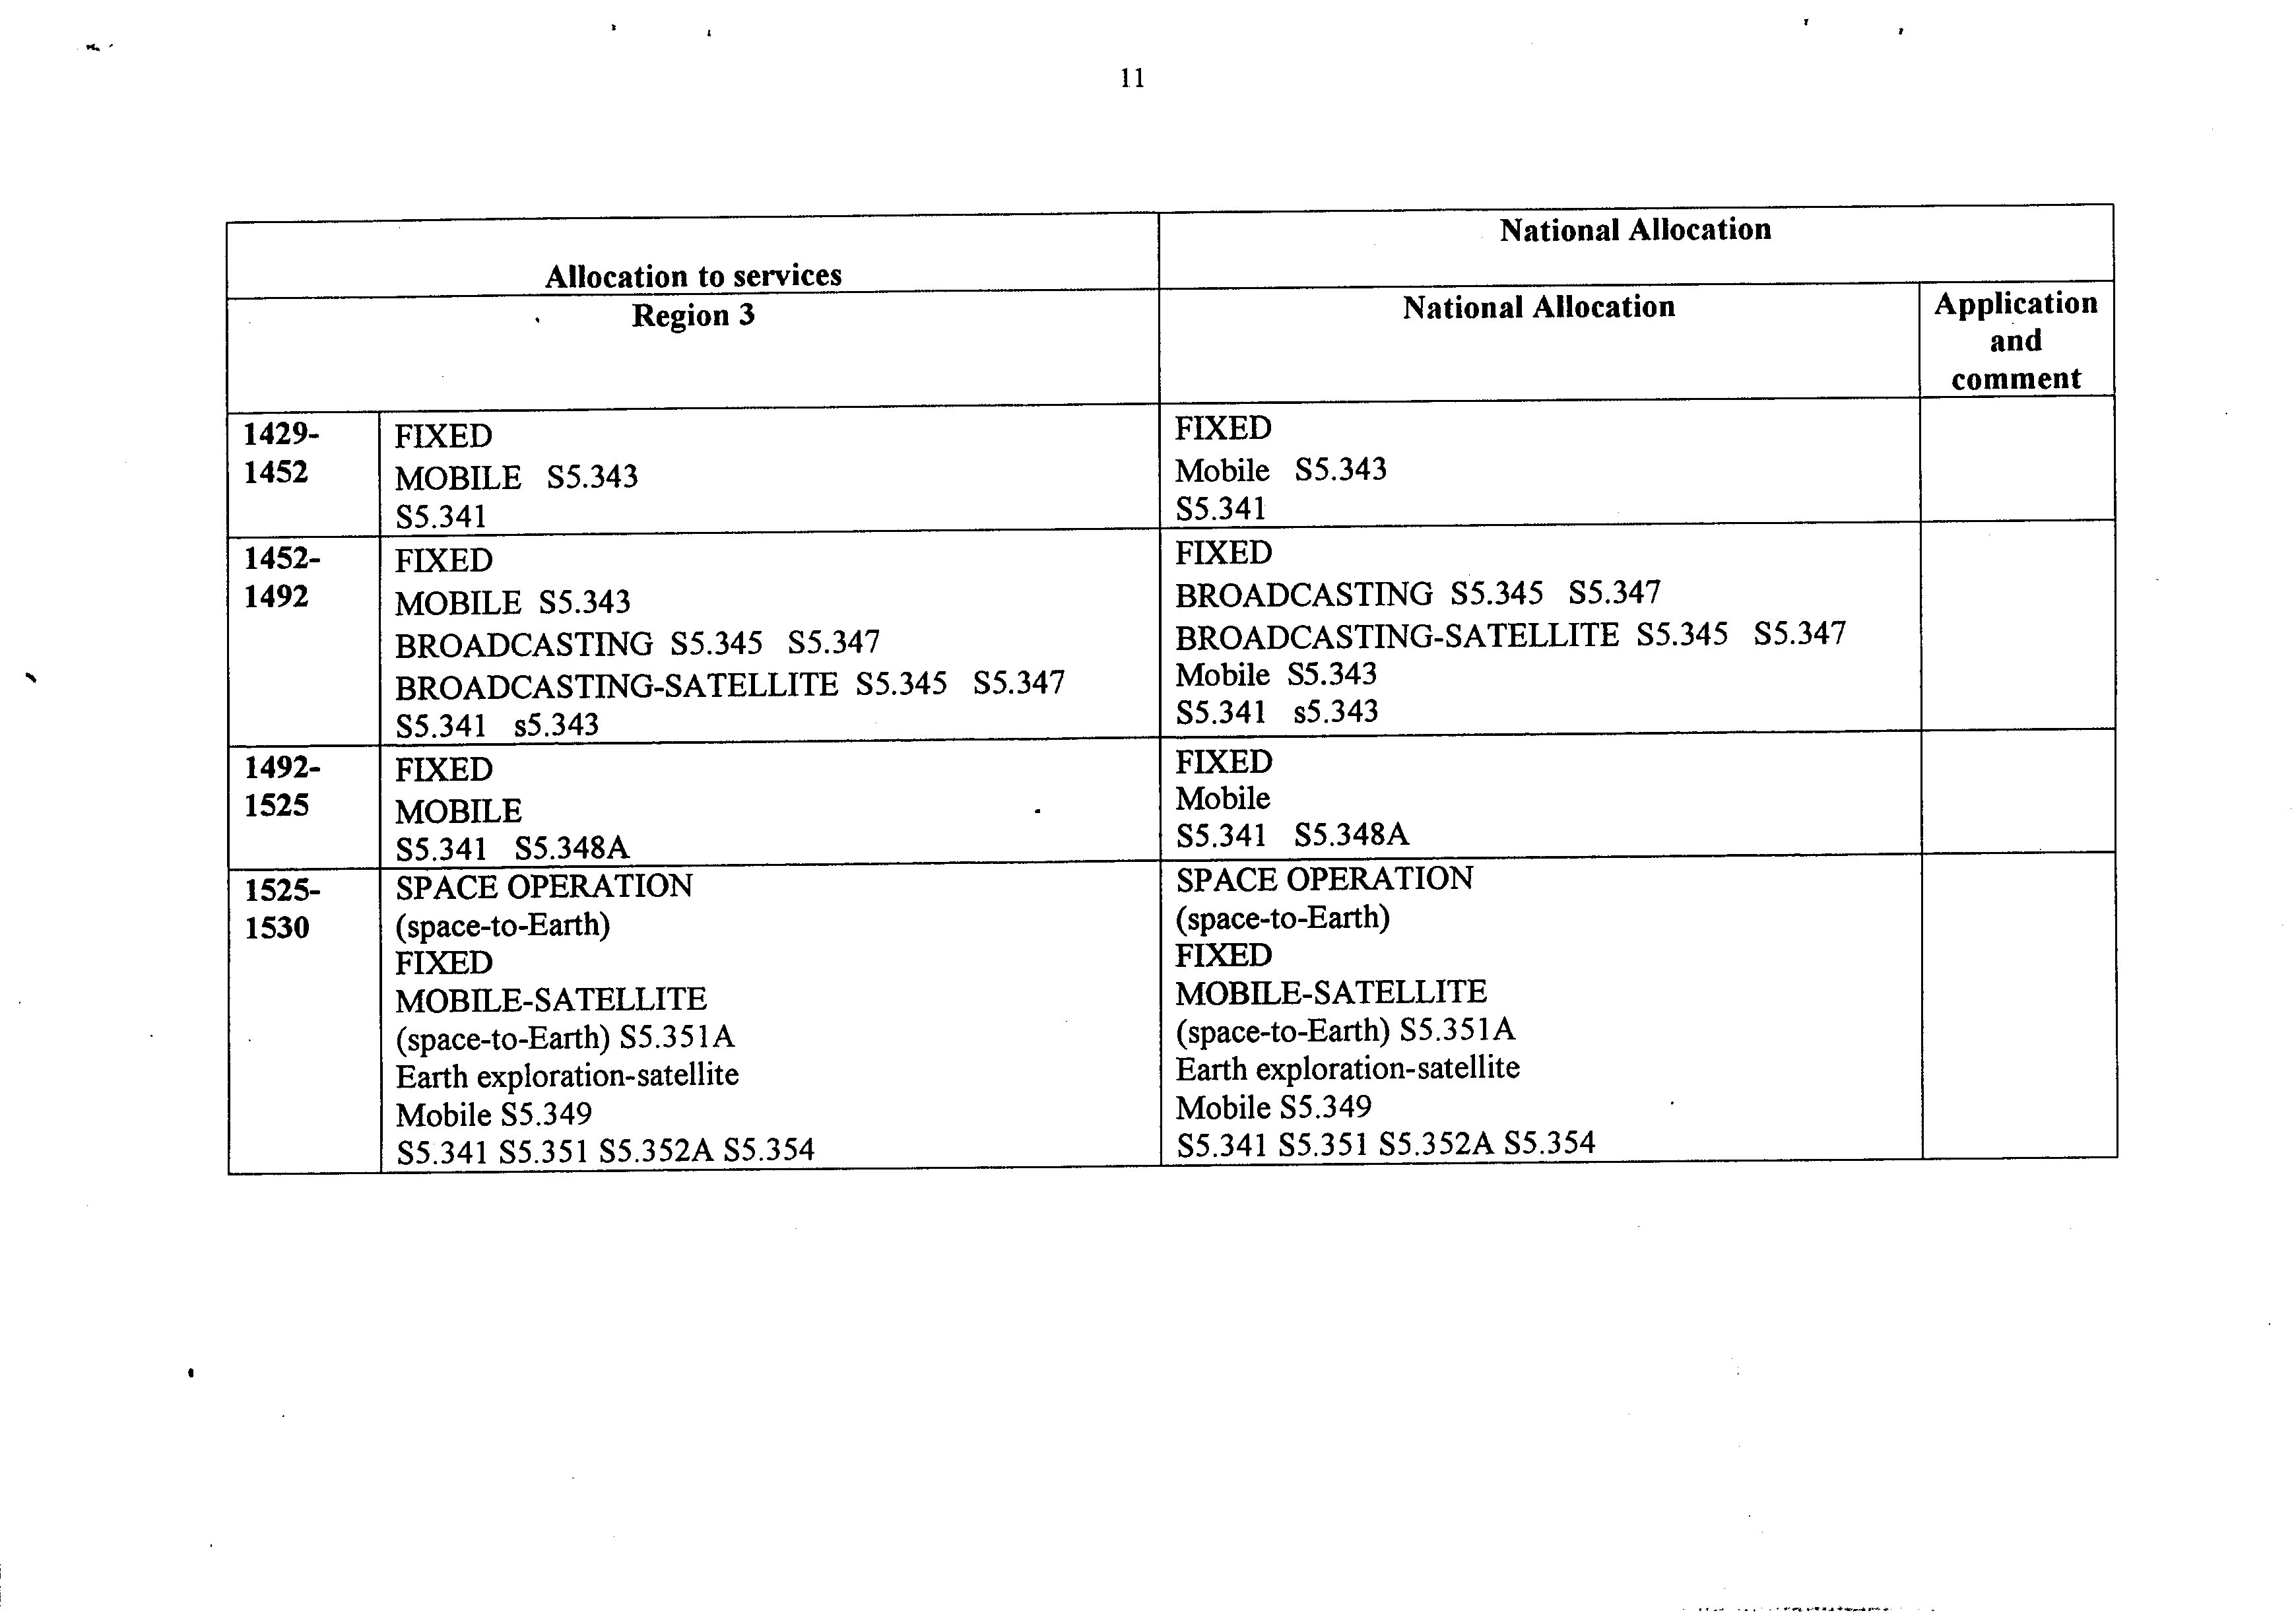 11
National Allocation
Allocation to services
Region 3
National Allocation
Application
and
comment
1429-
1452
FIXED
MOBILE S5.343
S5.341
FIXED
Mobile S5.343
S5.341
1452-
1492
FIXED
MOBILE S5.343
BROADCASTING S5.345 S5.347
BROADCASTING-SATELLITE S5.345 S5.347
S5.341 s5.343
FIXED
BROADCASTING S5.345 S5.347
BROADCASTING-SATELLITE S5.345 S5.347
Mobile S5.343
S5.341 s5.343
1492-
1525
FIXED
MOBILE
S5.341 S5.348A
FIXED
Mobile
S5.341 S5.348A
1525-
1530
SPACE OPERATION
(space-to-Earth)
FIXED
MOBILE-SATELLITE
(space-to-Earth) S5.351A
Earth exploration-satellite
Mobile S5.349
S5.341 S5.351 S5.352A S5.354
SPACE OPERATION
(space-to-Earth)
FIXED
MOBILE-SATELLITE
(space-to-Earth) S5.351A
Earth exploration-satellite
Mobile S5.349
S5.341 S5.351 S5.352A S5.354